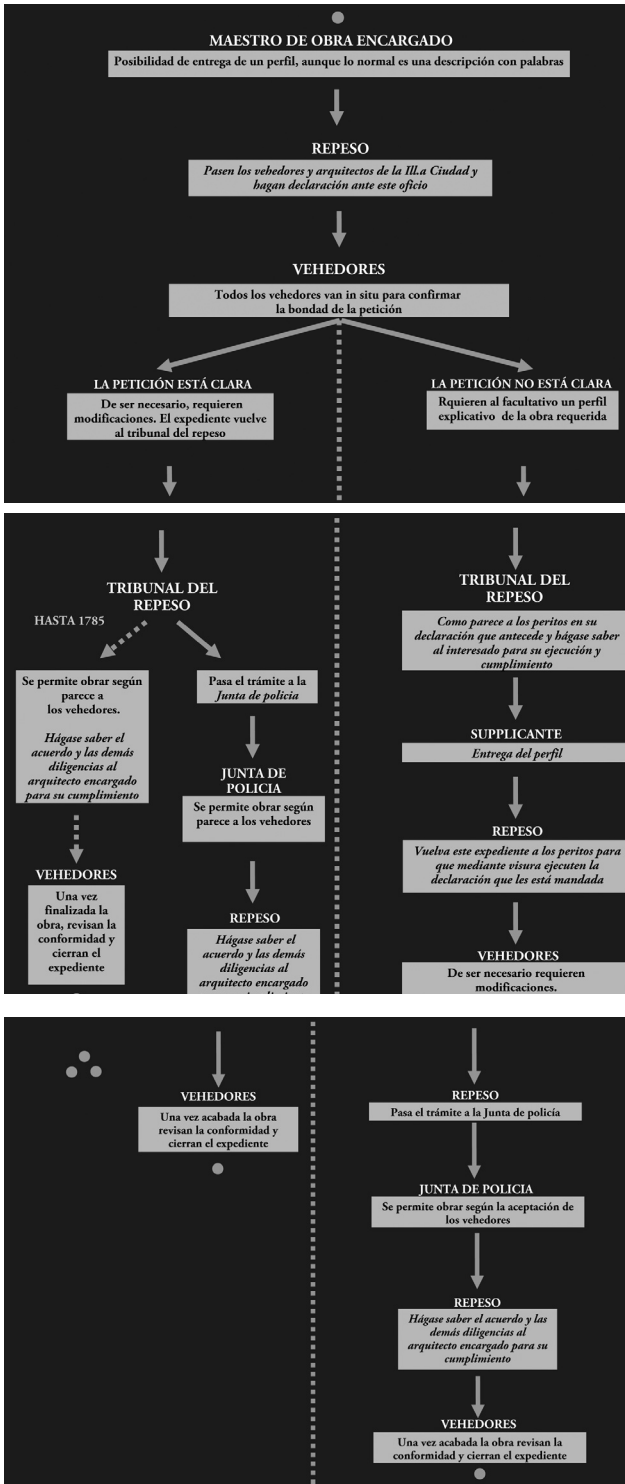 MAESTRO DE OBRA ENCARGADO
Posibilidad de entrega de un perfil, aunque lo normal es una descripción con palabras
REPESO
Pasen los vehedores y arquitectos de la Ill.a Ciudad y
hagan declaración ante este oficio
VEHEDORES
Todos los vehedores van in situ para confirmar
la bondad de la petición
LA PETICIÓN ESTÁ CLARA
De ser necesario, requieren
modificaciones. El expediente vuelve
al tribunal del repeso
LA PETICIÓN NO ESTÁ CLARA
Rquieren al facultativo un perfil
explicativo de la obra requerida
TRIBUNAL DEL
REPESO
HASTA 1785
Se permite obrar según
parece a
los vehedores.
Hágase saber el
acuerdo y las demás
diligencias al
arquitecto encargado
para su cumplimiento
VEHEDORES
Una vez
finalizada la
obra, revisan la
conformidad y
cierran el
expediente
Pasa el trámite a la
Junta de policia
JUNTA DE
POLICIA
Se permite obrar según
parece a los vehedores
REPESO
Hágase saber el
acuerdo y las demás
diligencias al
arquitecto encargado
TRIBUNAL DEL
REPESO
Como parece a los peritos en su
declaración que antecede y hágase saber
al interesado para su ejecución y
cumplimiento
SUPPLICANTE
Entrega del perfil
REPESO
Vuelva este expediente a los peritos para
que mediante visura ejecuten la
declaración que les está mandada
VEHEDORES
De ser necesario requieren
modificaciones.
VEHEDORES
Una vez acabada la obra
revisan la conformidad y
cierran el expediente
REPESO
Pasa el trámite a la Junta de policía
JUNTA DE POLICIA
Se permite obrar según la aceptación de
los vehedores
REPESO
Hágase saber el acuerdo y las
demás diligencias al
arquitecto encargado para su
cumplimiento
VEHEDORES
Una vez acabada la obra revisan la
conformidad y cierran el expediente